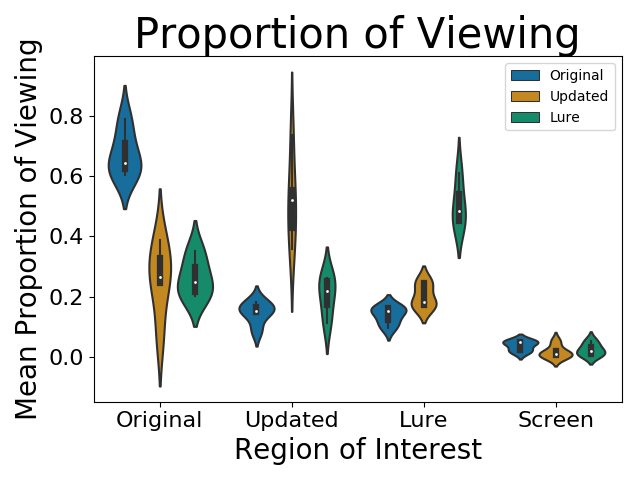 Proportion of Viewing
Mean Proportion of Viewing
0.8
0.6
0.4
0.2
0.0
Original
Updated
Lure
Original Updated Lure Screen
Region of Interest